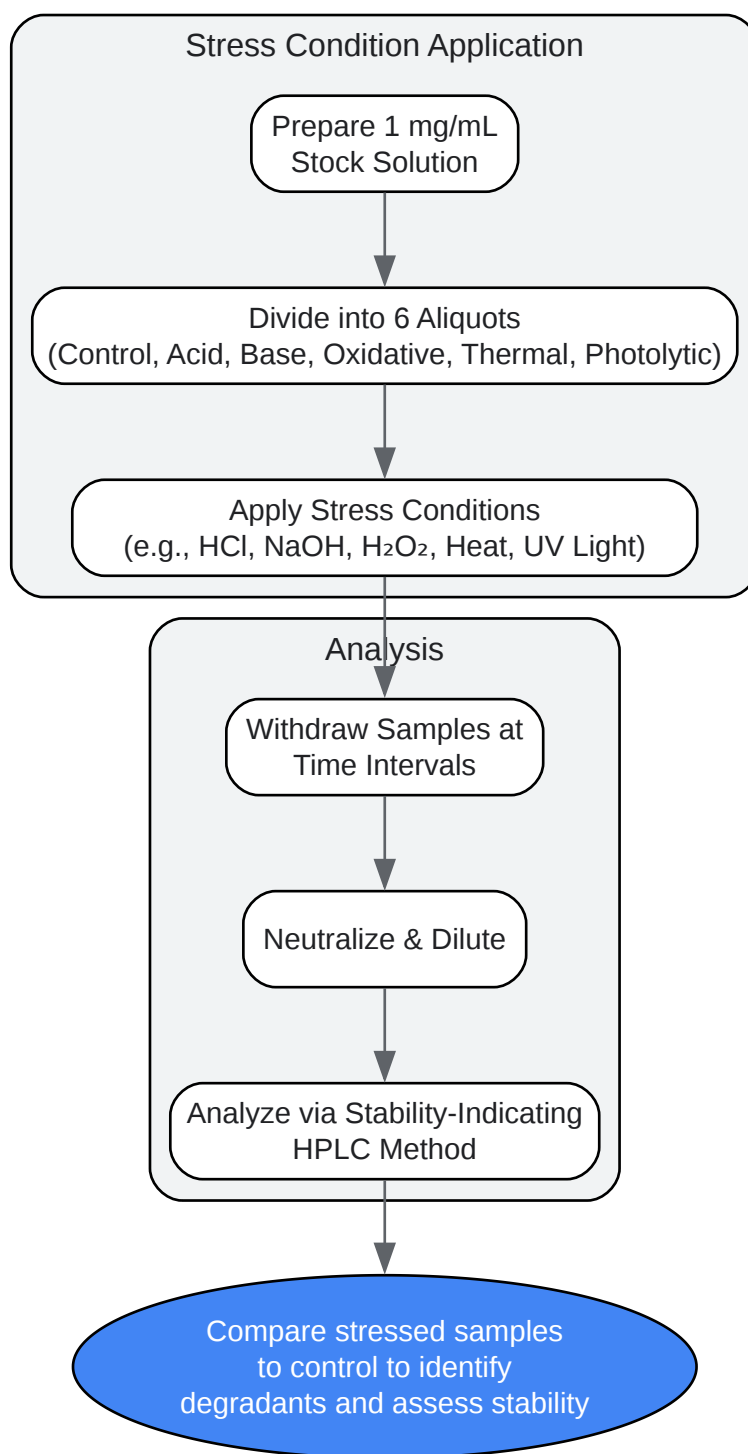 Stress Condition Application
Prepare 1 mg/mL
Stock Solution
Divide into 6 Aliquots
(Control, Acid, Base, Oxidative, Thermal, Photolytic)
Apply Stress Conditions
(e.g., HCl, NaOH, H₂O₂, Heat, UV Light)
Analysis
Withdraw Samples at
Time Intervals
Neutralize & Dilute
Analyze via Stability-Indicating
HPLC Method
Compare stressed samples
to control to identify
degradants and assess stability